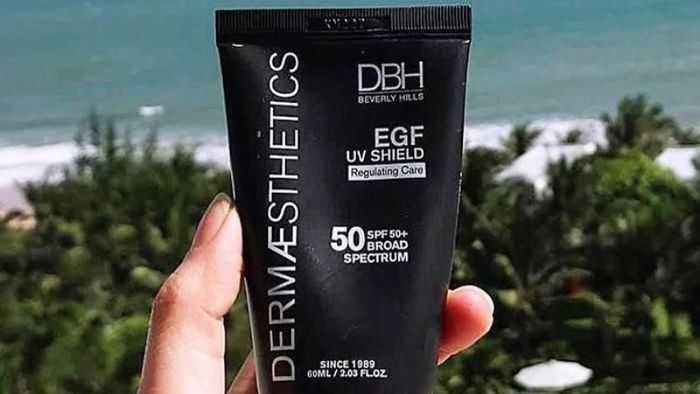 DERMÆSTHETICS
DBH
BEVERLY HILLS
EGF
UV SHIELD
Regulating Care
50 SPF 50+
BROAD
SPECTRUM
SINCE 1989
60ML / 2.03 FL.OZ.